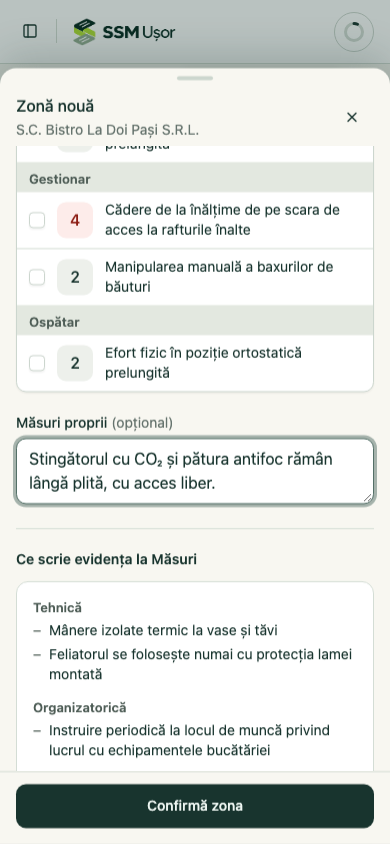 SSM Ușor
Zonă nouă
S.C. Bistro La Doi Pași S.R.L.
prelungită
Gestionar
4
Cădere de la înălțime de pe scara de
acces la rafturile înalte
2
Manipularea manuală a baxurilor de
băuturi
Ospătar
2
Efort fizic în poziție ortostatică
prelungită
Măsuri proprii (opțional)
Stingătorul cu CO₂ și pătura antifoc rămân
lângă plită, cu acces liber.
Ce scrie evidența la Măsuri
Tehnică
– Mânere izolate termic la vase și tăvi
– Feliatorul se folosește numai cu protecția lamei
montată
Organizatorică
– Instruire periodică la locul de muncă privind
lucrul cu echipamentele bucătăriei
Confirmă zona